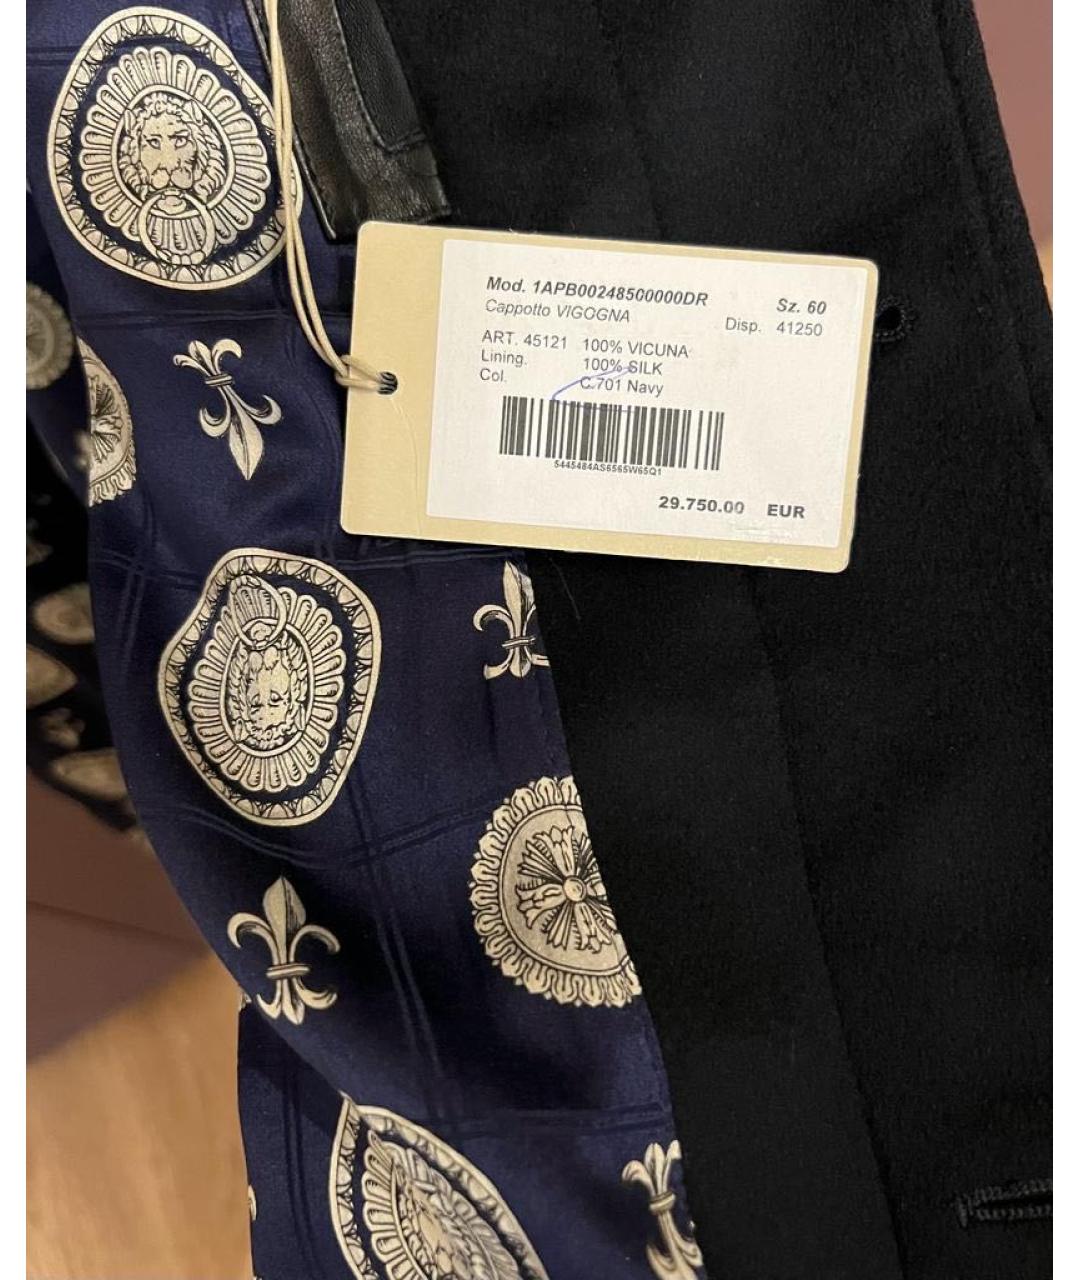 Mod. 1APB00248500000DR Sz. 60
Cappotto VIGOGNA Disp. 41250
ART. 45121 100% VICUNA
Lining. 100% SILK
Col. C.701 Navy
5445484AS6565W65Q1
29.750.00 EUR